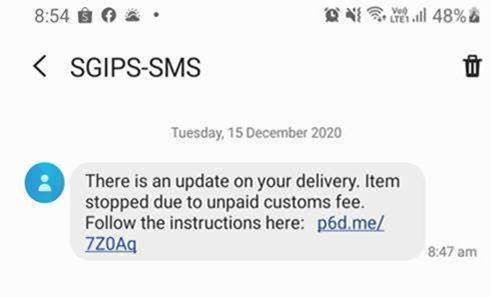 8:54
VoI) LTE1 48%
SGIPS-SMS
Tuesday, 15 December 2020
There is an update on your delivery. Item
stopped due to unpaid customs fee.
Follow the instructions here: p6d.me/
7Z0Aq
8:47 am